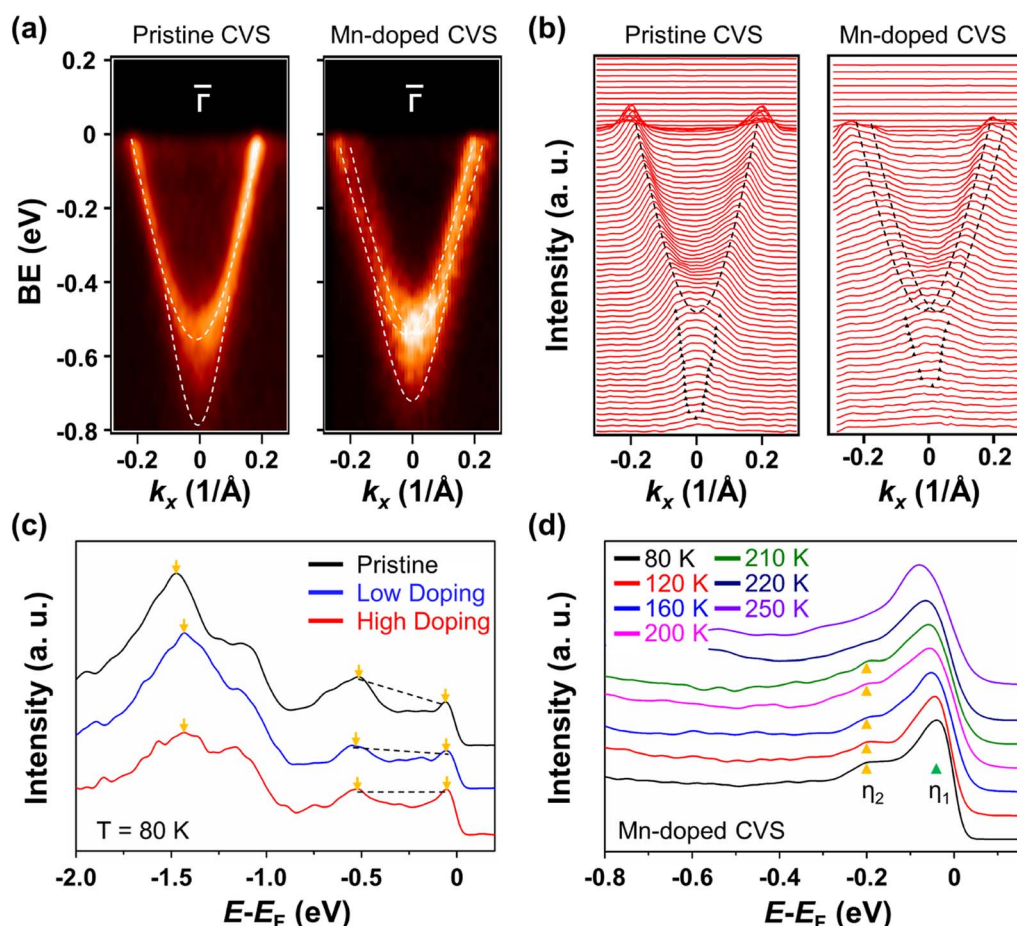 (a)
Pristine CVS
Mn-doped CVS
Γ̅
Γ̅
0.2
0
-0.2
-0.4
-0.6
-0.8
BE (eV)
-0.2 0 0.2
-0.2 0 0.2
kx (1/Å)
kx (1/Å)
(b)
Pristine CVS
Mn-doped CVS
Intensity (a. u.)
-0.2 0 0.2
-0.2 0 0.2
kx (1/Å)
kx (1/Å)
(c)
Pristine
Low Doping
High Doping
T = 80 K
Intensity (a. u.)
-2.0 -1.5 -1.0 -0.5 0
E-EF (eV)
(d)
80 K
120 K
160 K
200 K
210 K
220 K
250 K
η2
η1
Mn-doped CVS
Intensity (a. u.)
-0.8 -0.6 -0.4 -0.2 0
E-EF (eV)